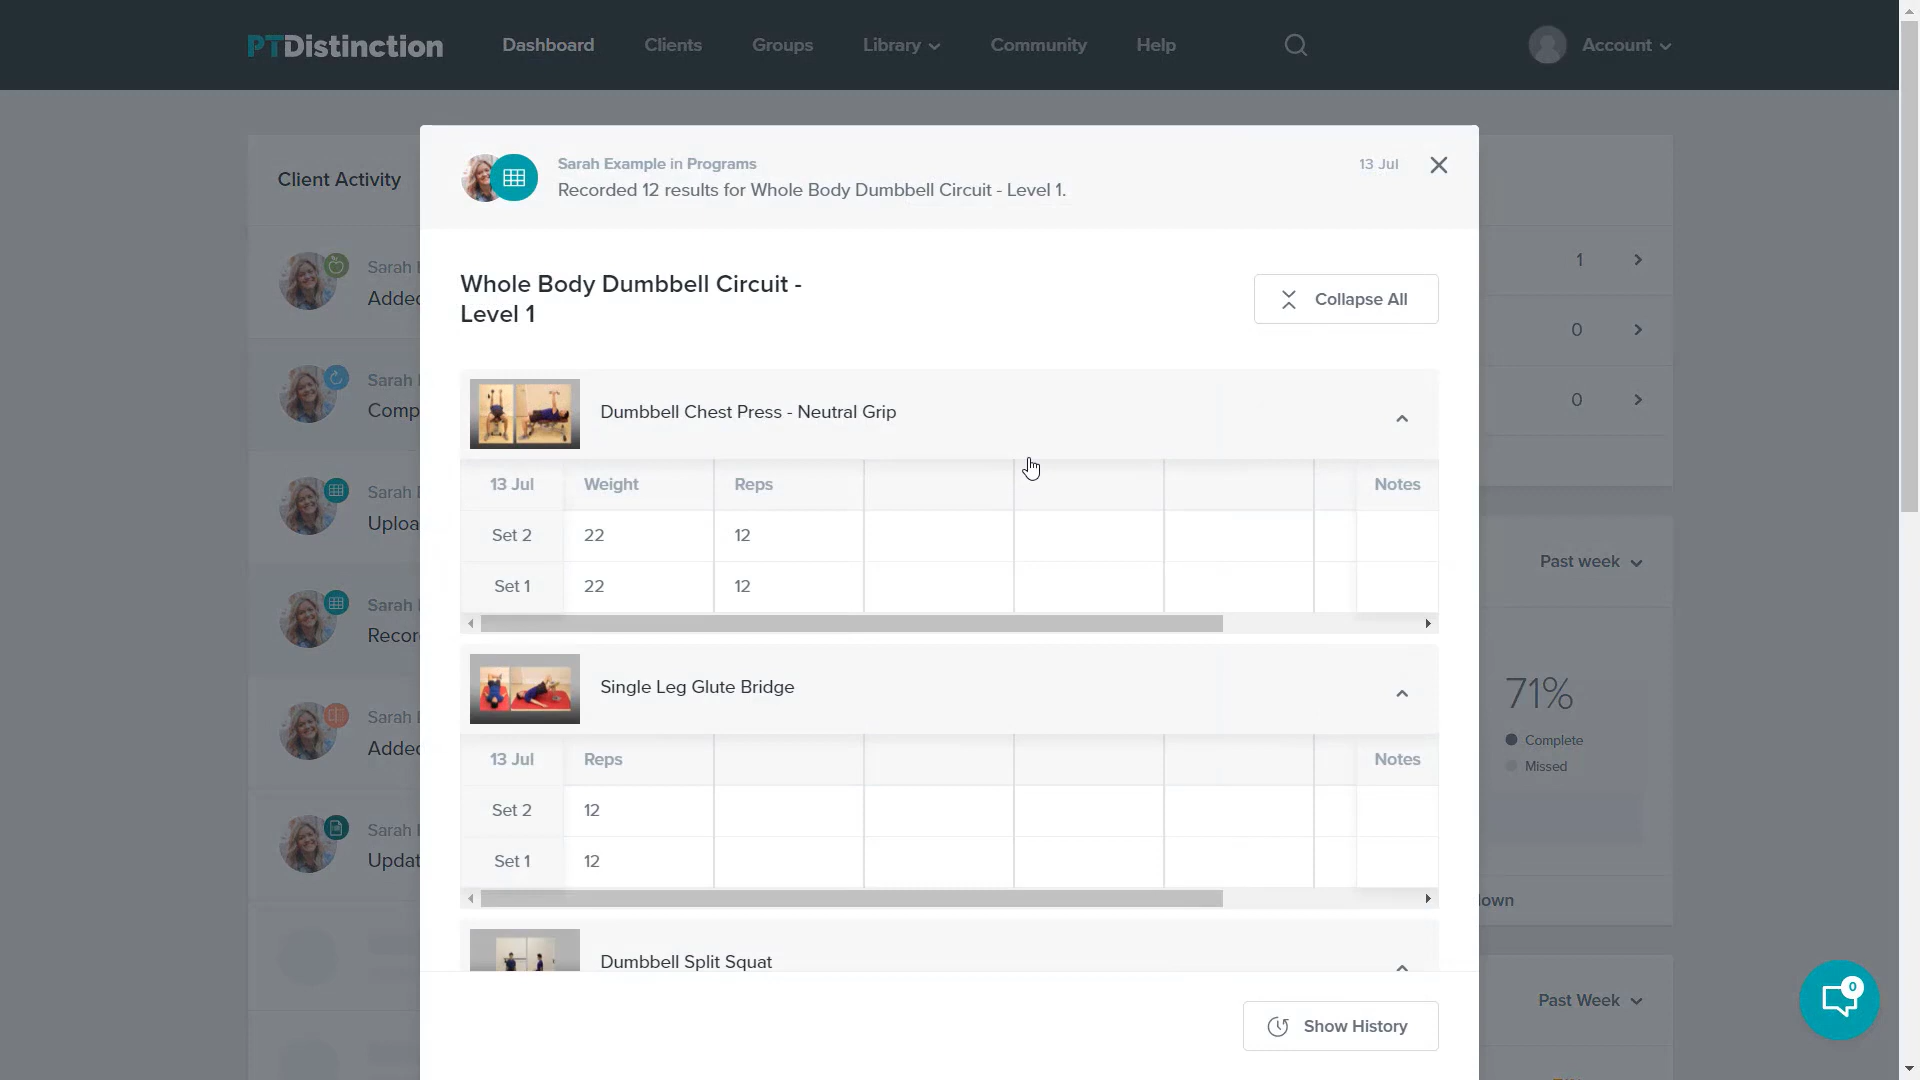 PTDistinction
Dashboard
Clients
Groups
Library
Community
Help
Account
Client Activity
Sarah Example in Programs
13 Jul
Recorded 12 results for Whole Body Dumbbell Circuit - Level 1.
Whole Body Dumbbell Circuit -
Level 1
Collapse All
Dumbbell Chest Press - Neutral Grip
13 Jul Weight Reps Notes
Set 2 22 12
Set 1 22 12
Single Leg Glute Bridge
13 Jul Reps Notes
Set 2 12
Set 1 12
Dumbbell Split Squat
Show History
Sarah
Added
Sarah
Comp
Sarah
Uploa
Sarah
Recor
Sarah
Added
Sarah
Updat
1
0
0
Past week
71%
Complete
Missed
down
Past Week
0